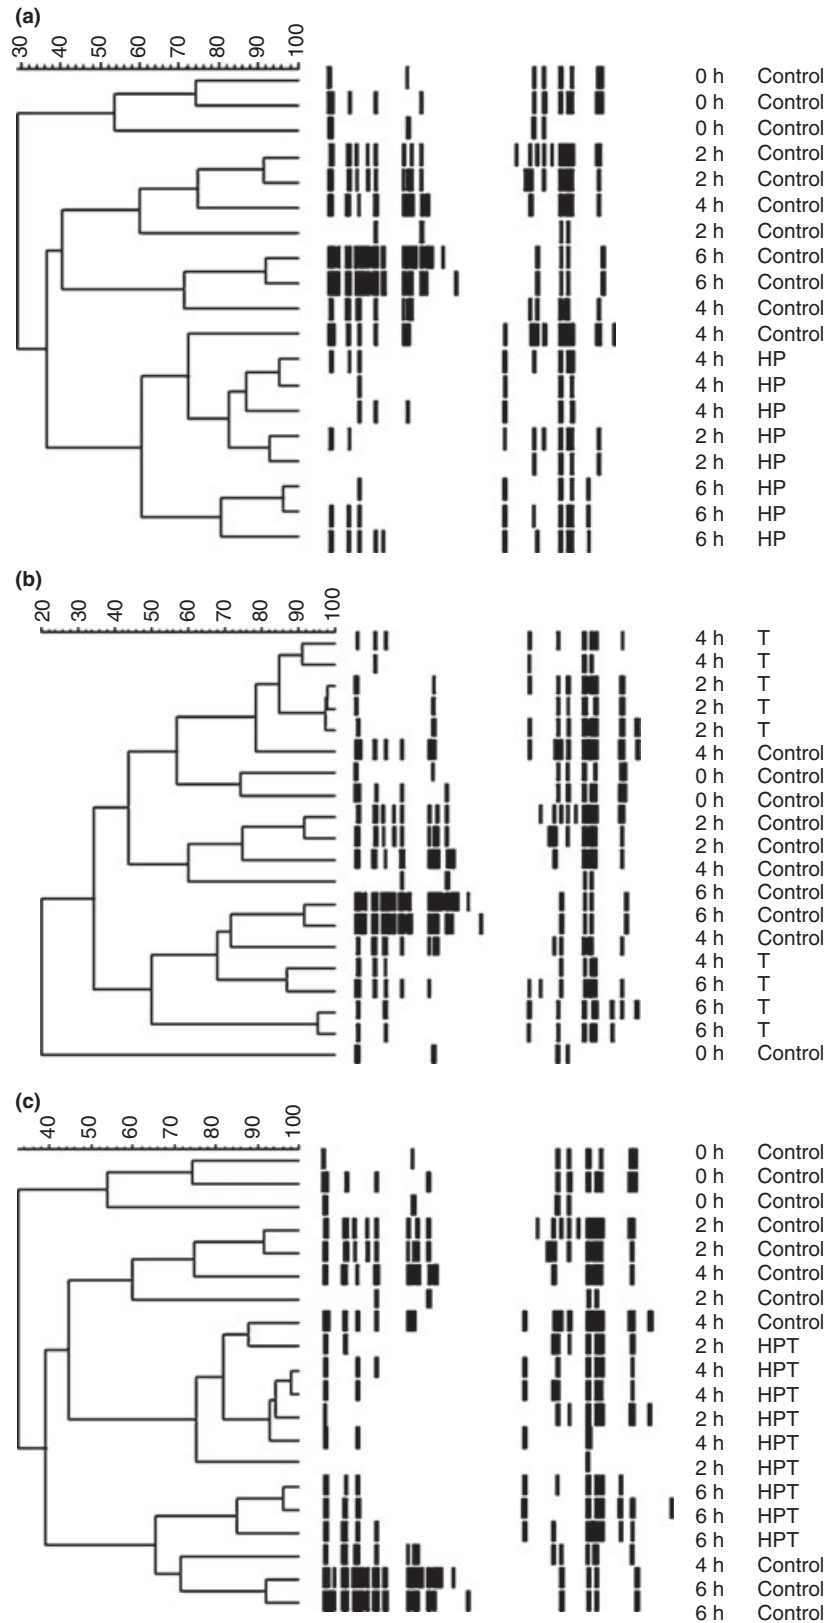 (a)
30 40 50 60 70 80 90 100
0 h Control
0 h Control
0 h Control
2 h Control
2 h Control
4 h Control
2 h Control
6 h Control
6 h Control
4 h Control
4 h Control
4 h HP
4 h HP
4 h HP
2 h HP
2 h HP
6 h HP
6 h HP
6 h HP
(b)
20 30 40 50 60 70 80 90 100
4 h T
4 h T
2 h T
2 h T
2 h T
4 h Control
0 h Control
0 h Control
2 h Control
2 h Control
4 h Control
6 h Control
6 h Control
4 h Control
4 h T
6 h T
6 h T
6 h T
0 h Control
(c)
40 50 60 70 80 90 100
0 h Control
0 h Control
0 h Control
2 h Control
2 h Control
4 h Control
2 h Control
4 h Control
2 h HPT
4 h HPT
4 h HPT
2 h HPT
4 h HPT
2 h HPT
6 h HPT
6 h HPT
6 h HPT
4 h Control
6 h Control
6 h Control